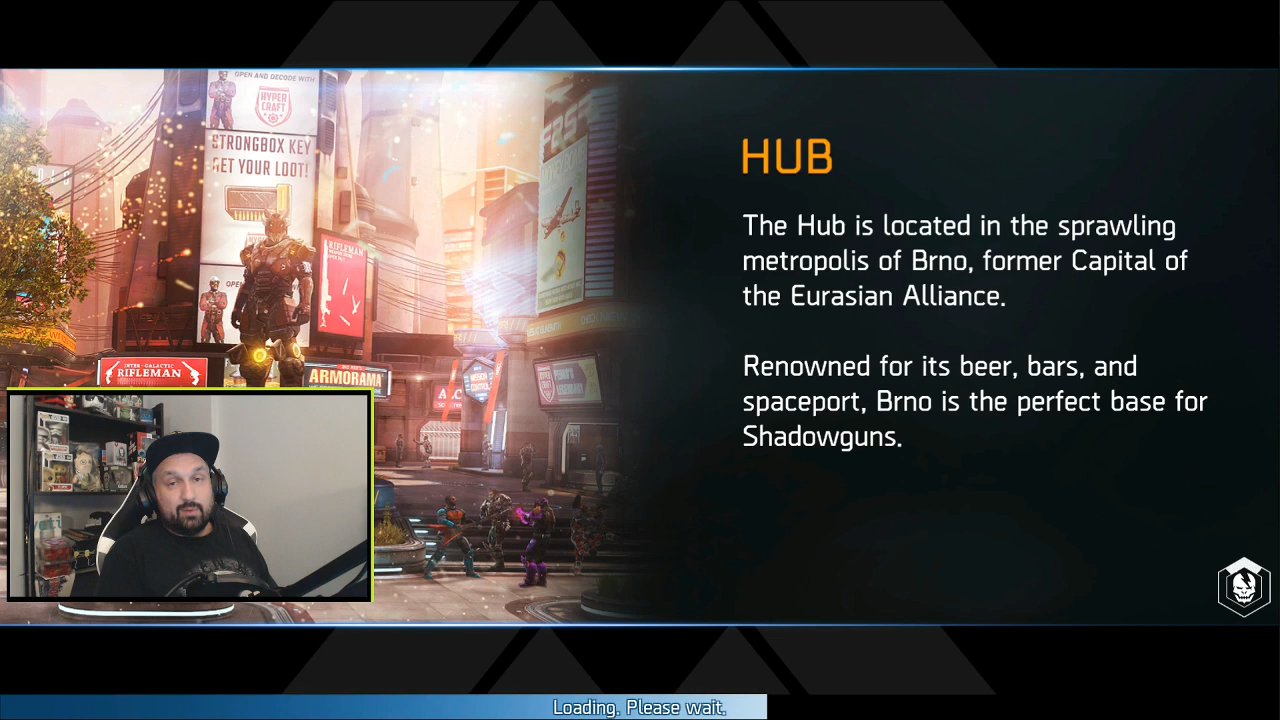 OPEN AND DECODE WITH
HYPER
CRAFT
STRONGBOX KEY
GET YOUR LOOT!
RIFLEMAN
INTER-GALACTIC
RIFLEMAN
ARMORAMA
MISSION
CONTROL
HUB
The Hub is located in the sprawling
metropolis of Brno, former Capital of
the Eurasian Alliance.
Renowned for its beer, bars, and
spaceport, Brno is the perfect base for
Shadowguns.
Loading. Please wait.